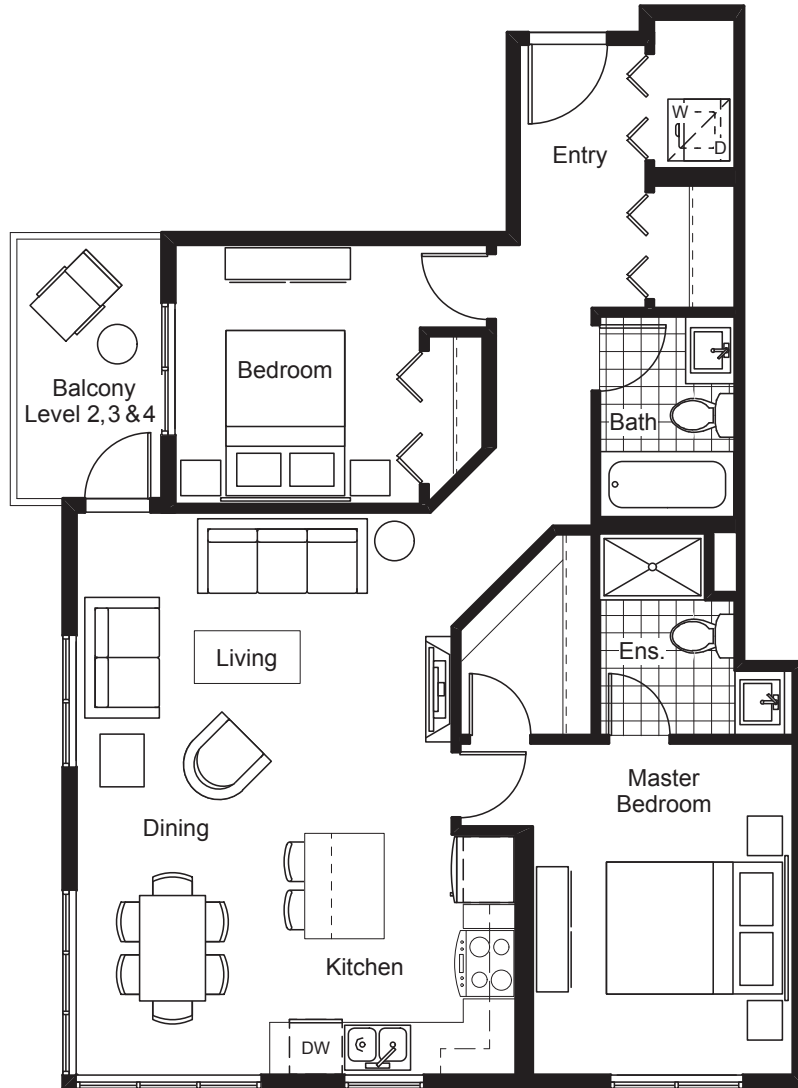 W
D
Entry
Bedroom
Balcony
Level 2,3 &4
Bath
Living
Ens.
Master
Bedroom
Dining
Kitchen
DW